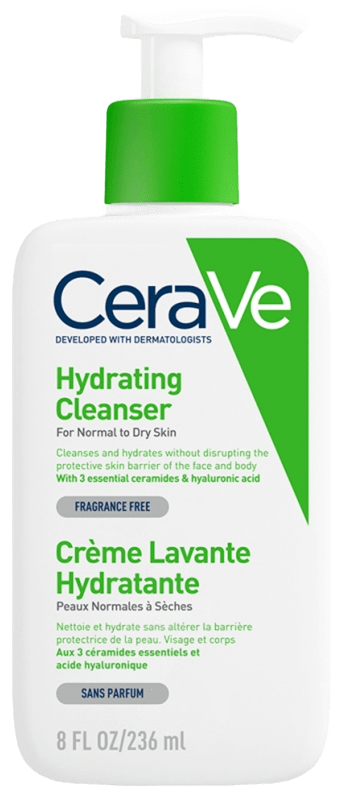 CeraVe
DEVELOPED WITH DERMATOLOGISTS
Hydrating
Cleanser
For Normal to Dry Skin
Cleanses and hydrates without disrupting the
protective skin barrier of the face and body
With 3 essential ceramides & hyaluronic acid
FRAGRANCE FREE
Crème Lavante
Hydratante
Peaux Normales à Sèches
Nettoie et hydrate sans altérer la barrière
protectrice de la peau. Visage et corps
Aux 3 céramides essentiels et
acide hyaluronique
SANS PARFUM
8 FL OZ/236 ml